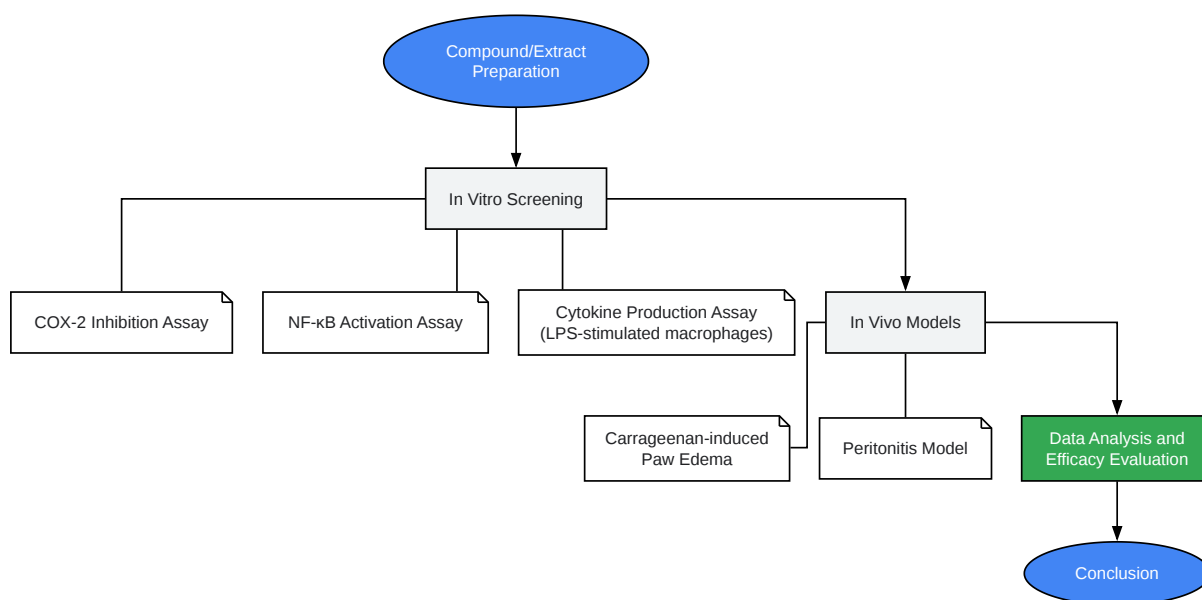 Compound/Extract
Preparation
In Vitro Screening
COX-2 Inhibition Assay
NF-κB Activation Assay
Cytokine Production Assay
(LPS-stimulated macrophages)
In Vivo Models
Carrageenan-induced
Paw Edema
Peritonitis Model
Data Analysis and
Efficacy Evaluation
Conclusion